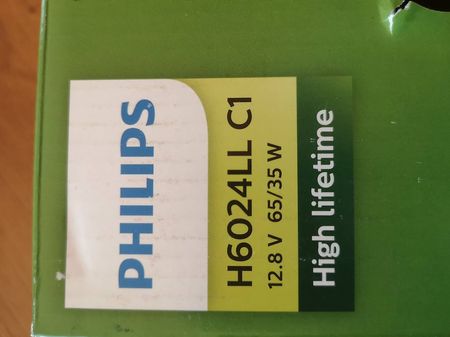 PHILIPS
H6024LL C1
12.8 V 65/35 W
High lifetime